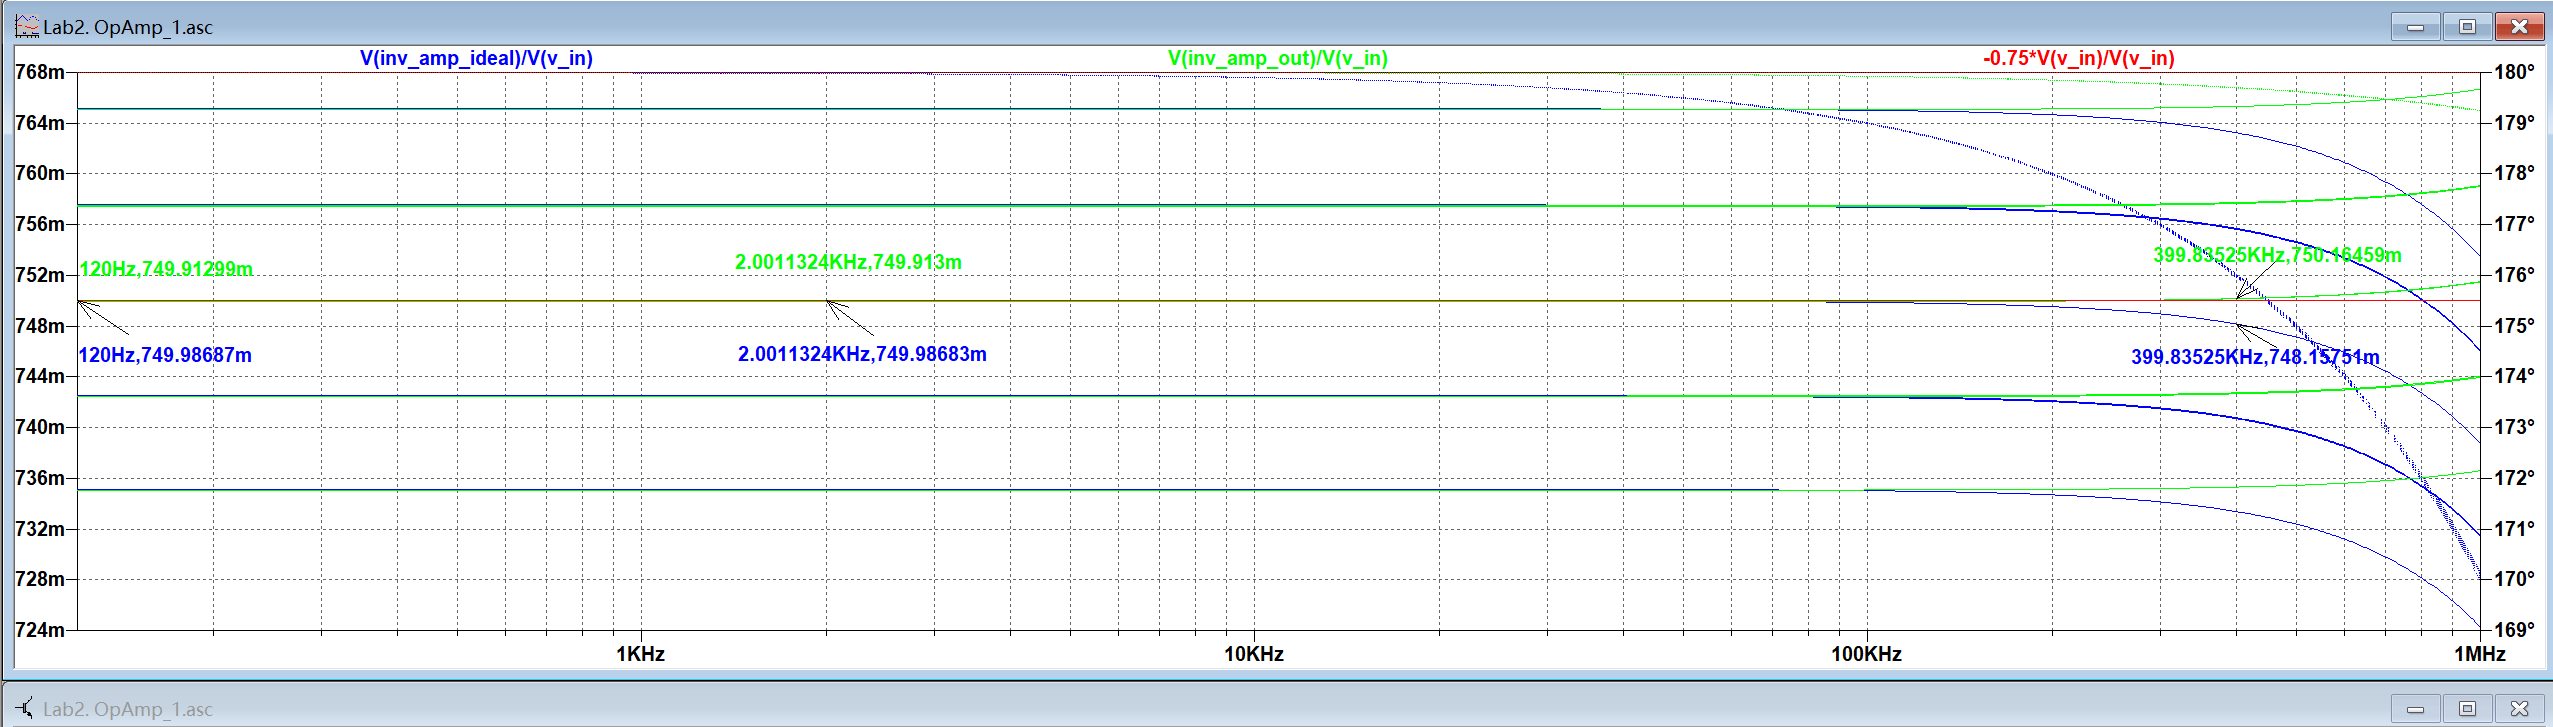 Lab2. OpAmp_1.asc
V(inv_amp_ideal)/V(v_in) V(inv_amp_out)/V(v_in) -0.75*V(v_in)/V(v_in)
768m 180°
764m 179°
760m 178°
756m 177°
120Hz,749.91299m 2.0011324KHz,749.913m 399.83525KHz,750.16459m
752m 176°
748m 175°
120Hz,749.98687m 2.0011324KHz,749.98683m 399.83525KHz,748.15751m
744m 174°
740m 173°
736m 172°
732m 171°
728m 170°
724m 169°
1KHz 10KHz 100KHz 1MHz
Lab2. OpAmp_1.asc